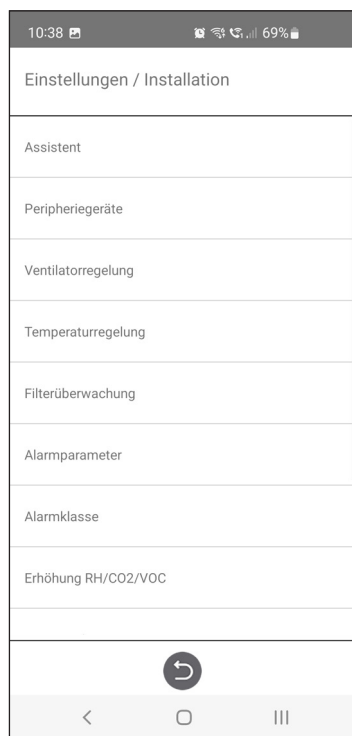 10:38 69%
Einstellungen / Installation
Assistent
Peripheriegeräte
Ventilatorregelung
Temperaturregelung
Filterüberwachung
Alarmparameter
Alarmklasse
Erhöhung RH/CO2/VOC